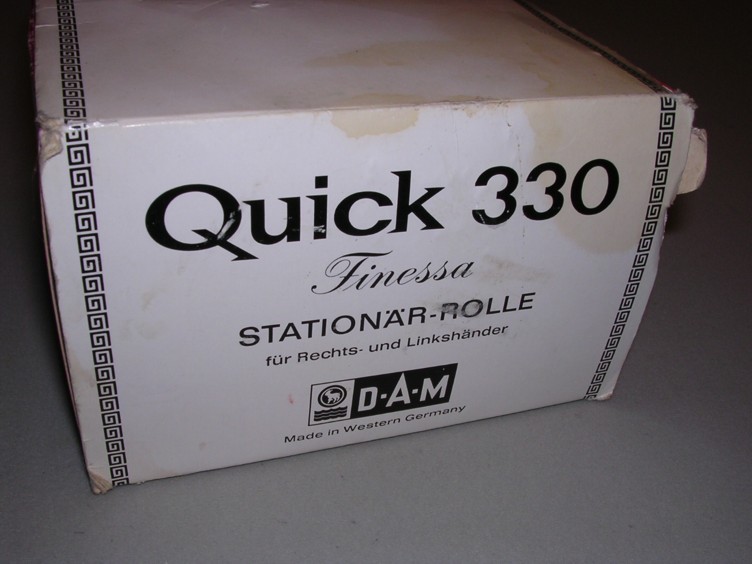 Quick 330
Finessa
STATIONÄR-ROLLE
für Rechts- und Linkshänder
D-A-M
Made in Western Germany